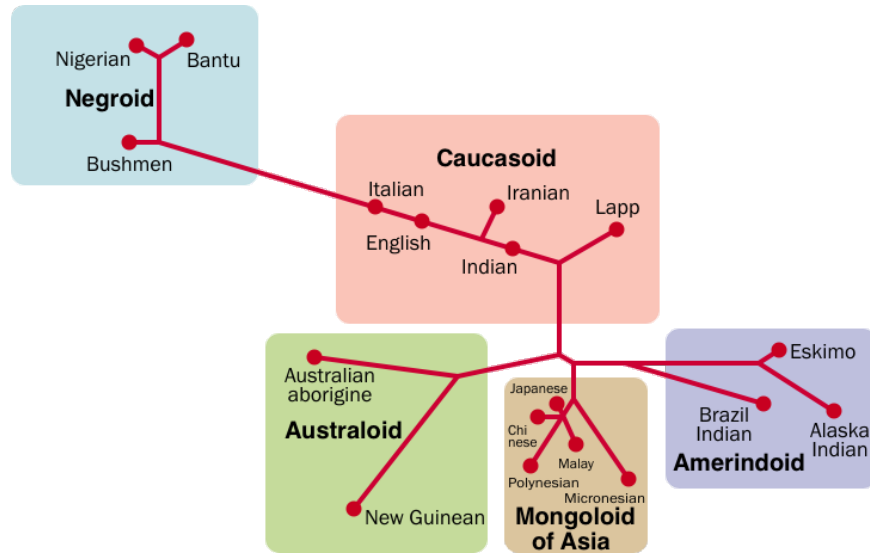 Nigerian
Bantu
Negroid
Bushmen
Caucasoid
Italian
Iranian
Lapp
English
Indian
Australian
aborigine
Australoid
New Guinean
Japanese
Chi
nese
Malay
Polynesian
Micronesian
Mongoloid
of Asia
Eskimo
Brazil
Indian
Alaska
Indian
Amerindoid